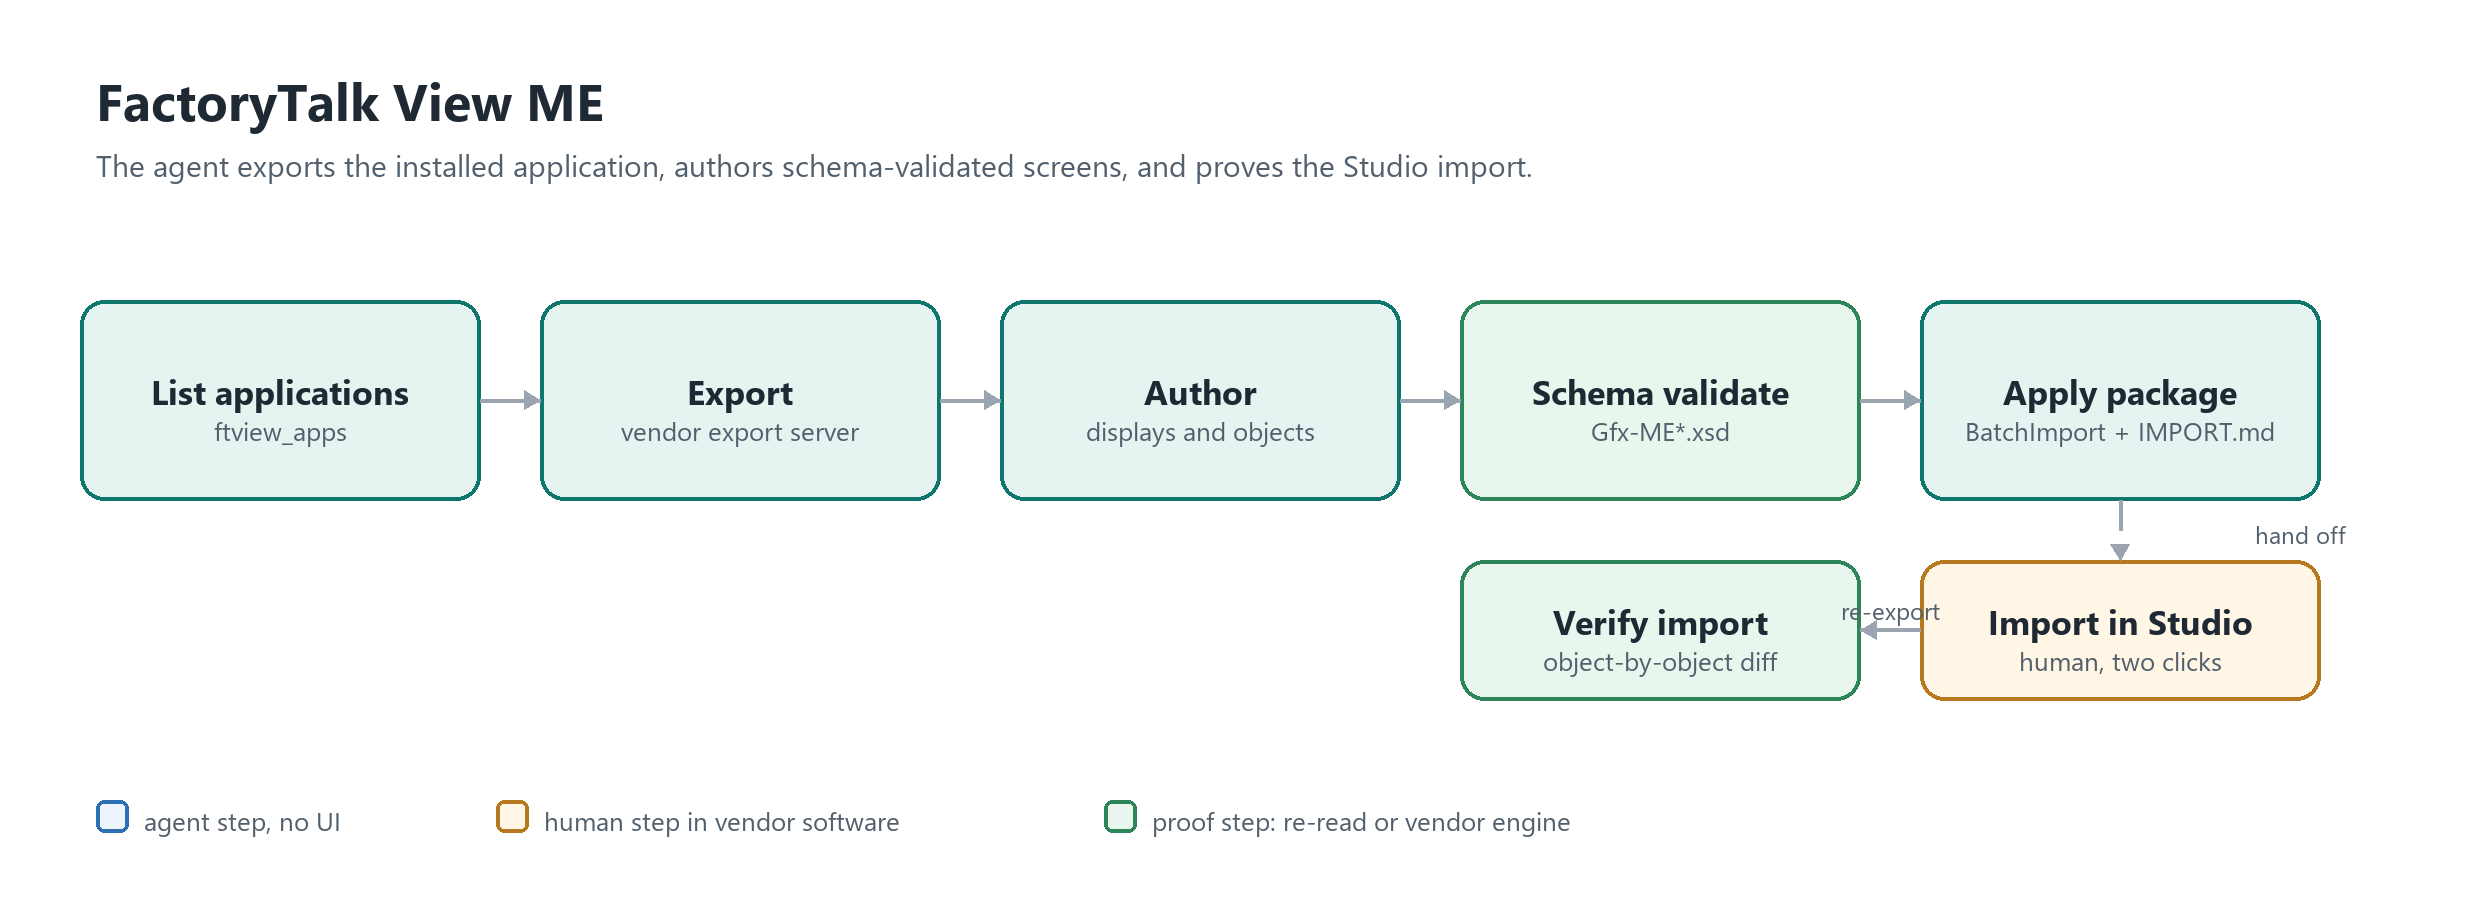 FactoryTalk View ME
The agent exports the installed application, authors schema-validated screens, and proves the Studio import.
List applications
ftview_apps
Export
vendor export server
Author
displays and objects
Schema validate
Gfx-ME*.xsd
Apply package
BatchImport + IMPORT.md
hand off
Import in Studio
human, two clicks
re-export
Verify import
object-by-object diff
agent step, no UI
human step in vendor software
proof step: re-read or vendor engine